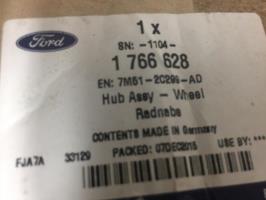 1 x
Ford
SN: -1104-
1 766 628
EN: 7M51-2C299-AD
Hub Assy - Wheel
Radnabe
CONTENTS MADE IN Germany
FJA7A 33129 PACKED: 07DEC2015 USE BY: **